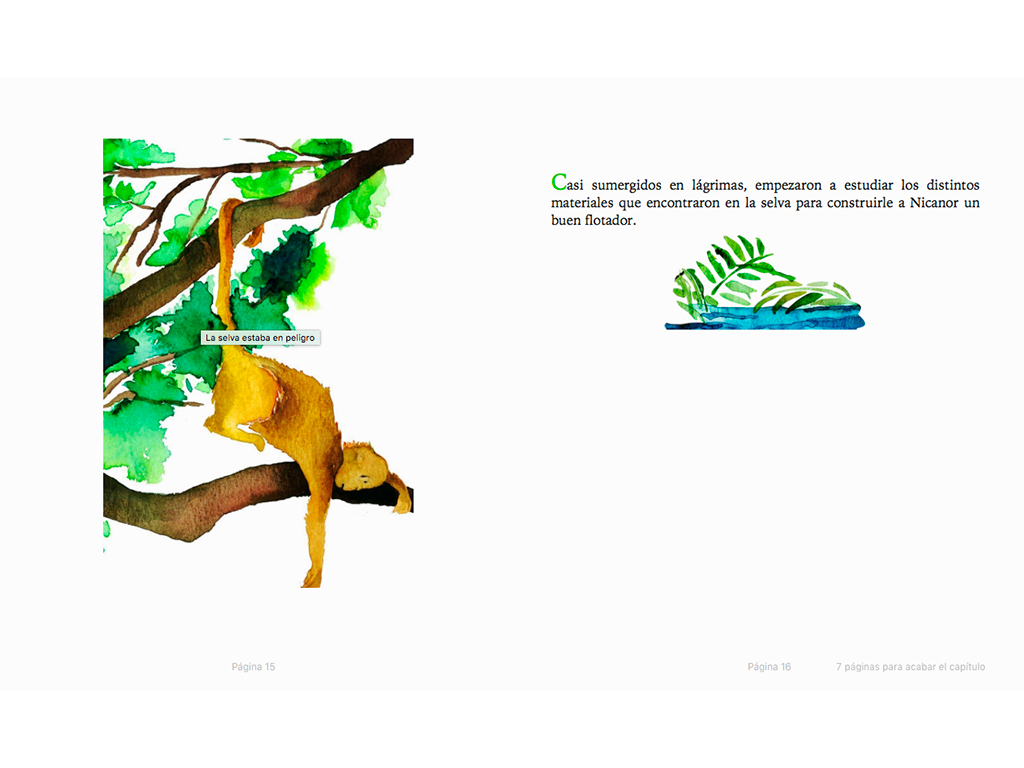 La selva estaba en peligro
Casi sumergidos en lágrimas, empezaron a estudiar los distintos
materiales que encontraron en la selva para construirle a Nicanor un
buen flotador.
Página 15
Página 16
7 páginas para acabar el capítulo